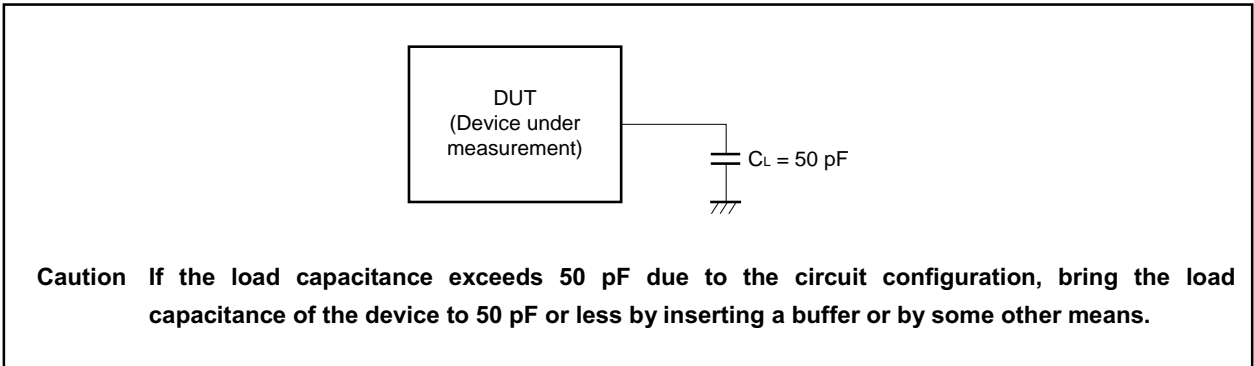 DUT
(Device under
measurement)
CL = 50 pF
Caution If the load capacitance exceeds 50 pF due to the circuit configuration, bring the load
capacitance of the device to 50 pF or less by inserting a buffer or by some other means.